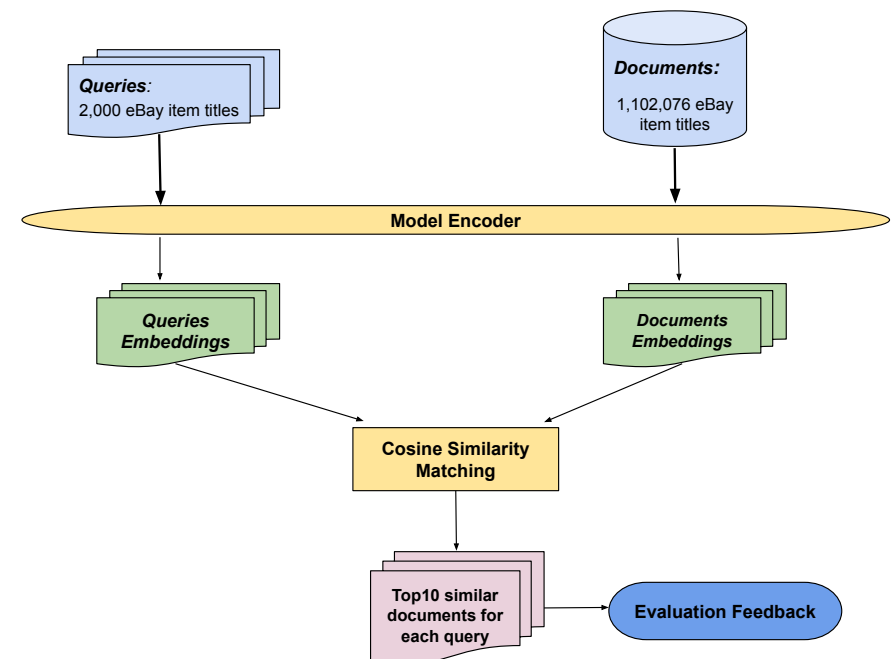 Queries:
2,000 eBay item titles
Documents:
1,102,076 eBay
item titles
Model Encoder
Queries
Embeddings
Documents
Embeddings
Cosine Similarity
Matching
Top10 similar
documents for
each query
Evaluation Feedback